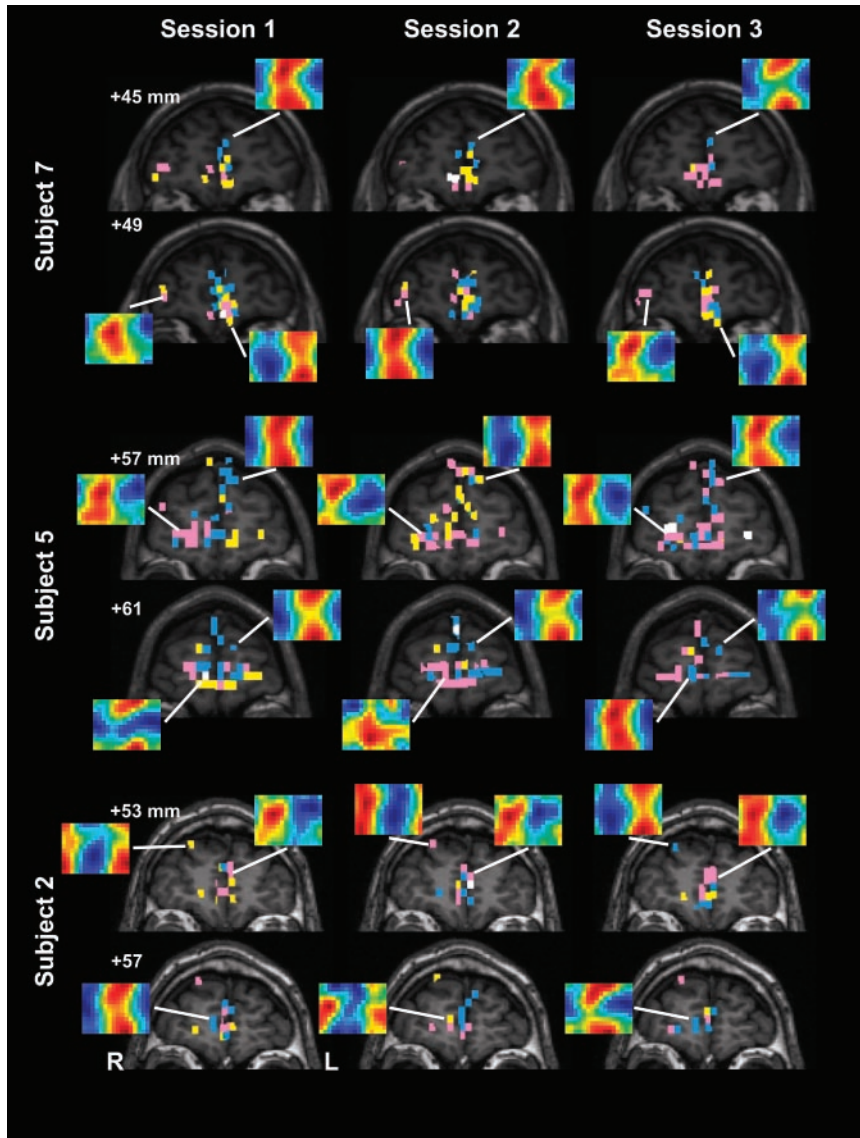 Session 1 Session 2 Session 3
Subject 7
+45 mm
+49
Subject 5
+57 mm
+61
Subject 2
+53 mm
+57
R L